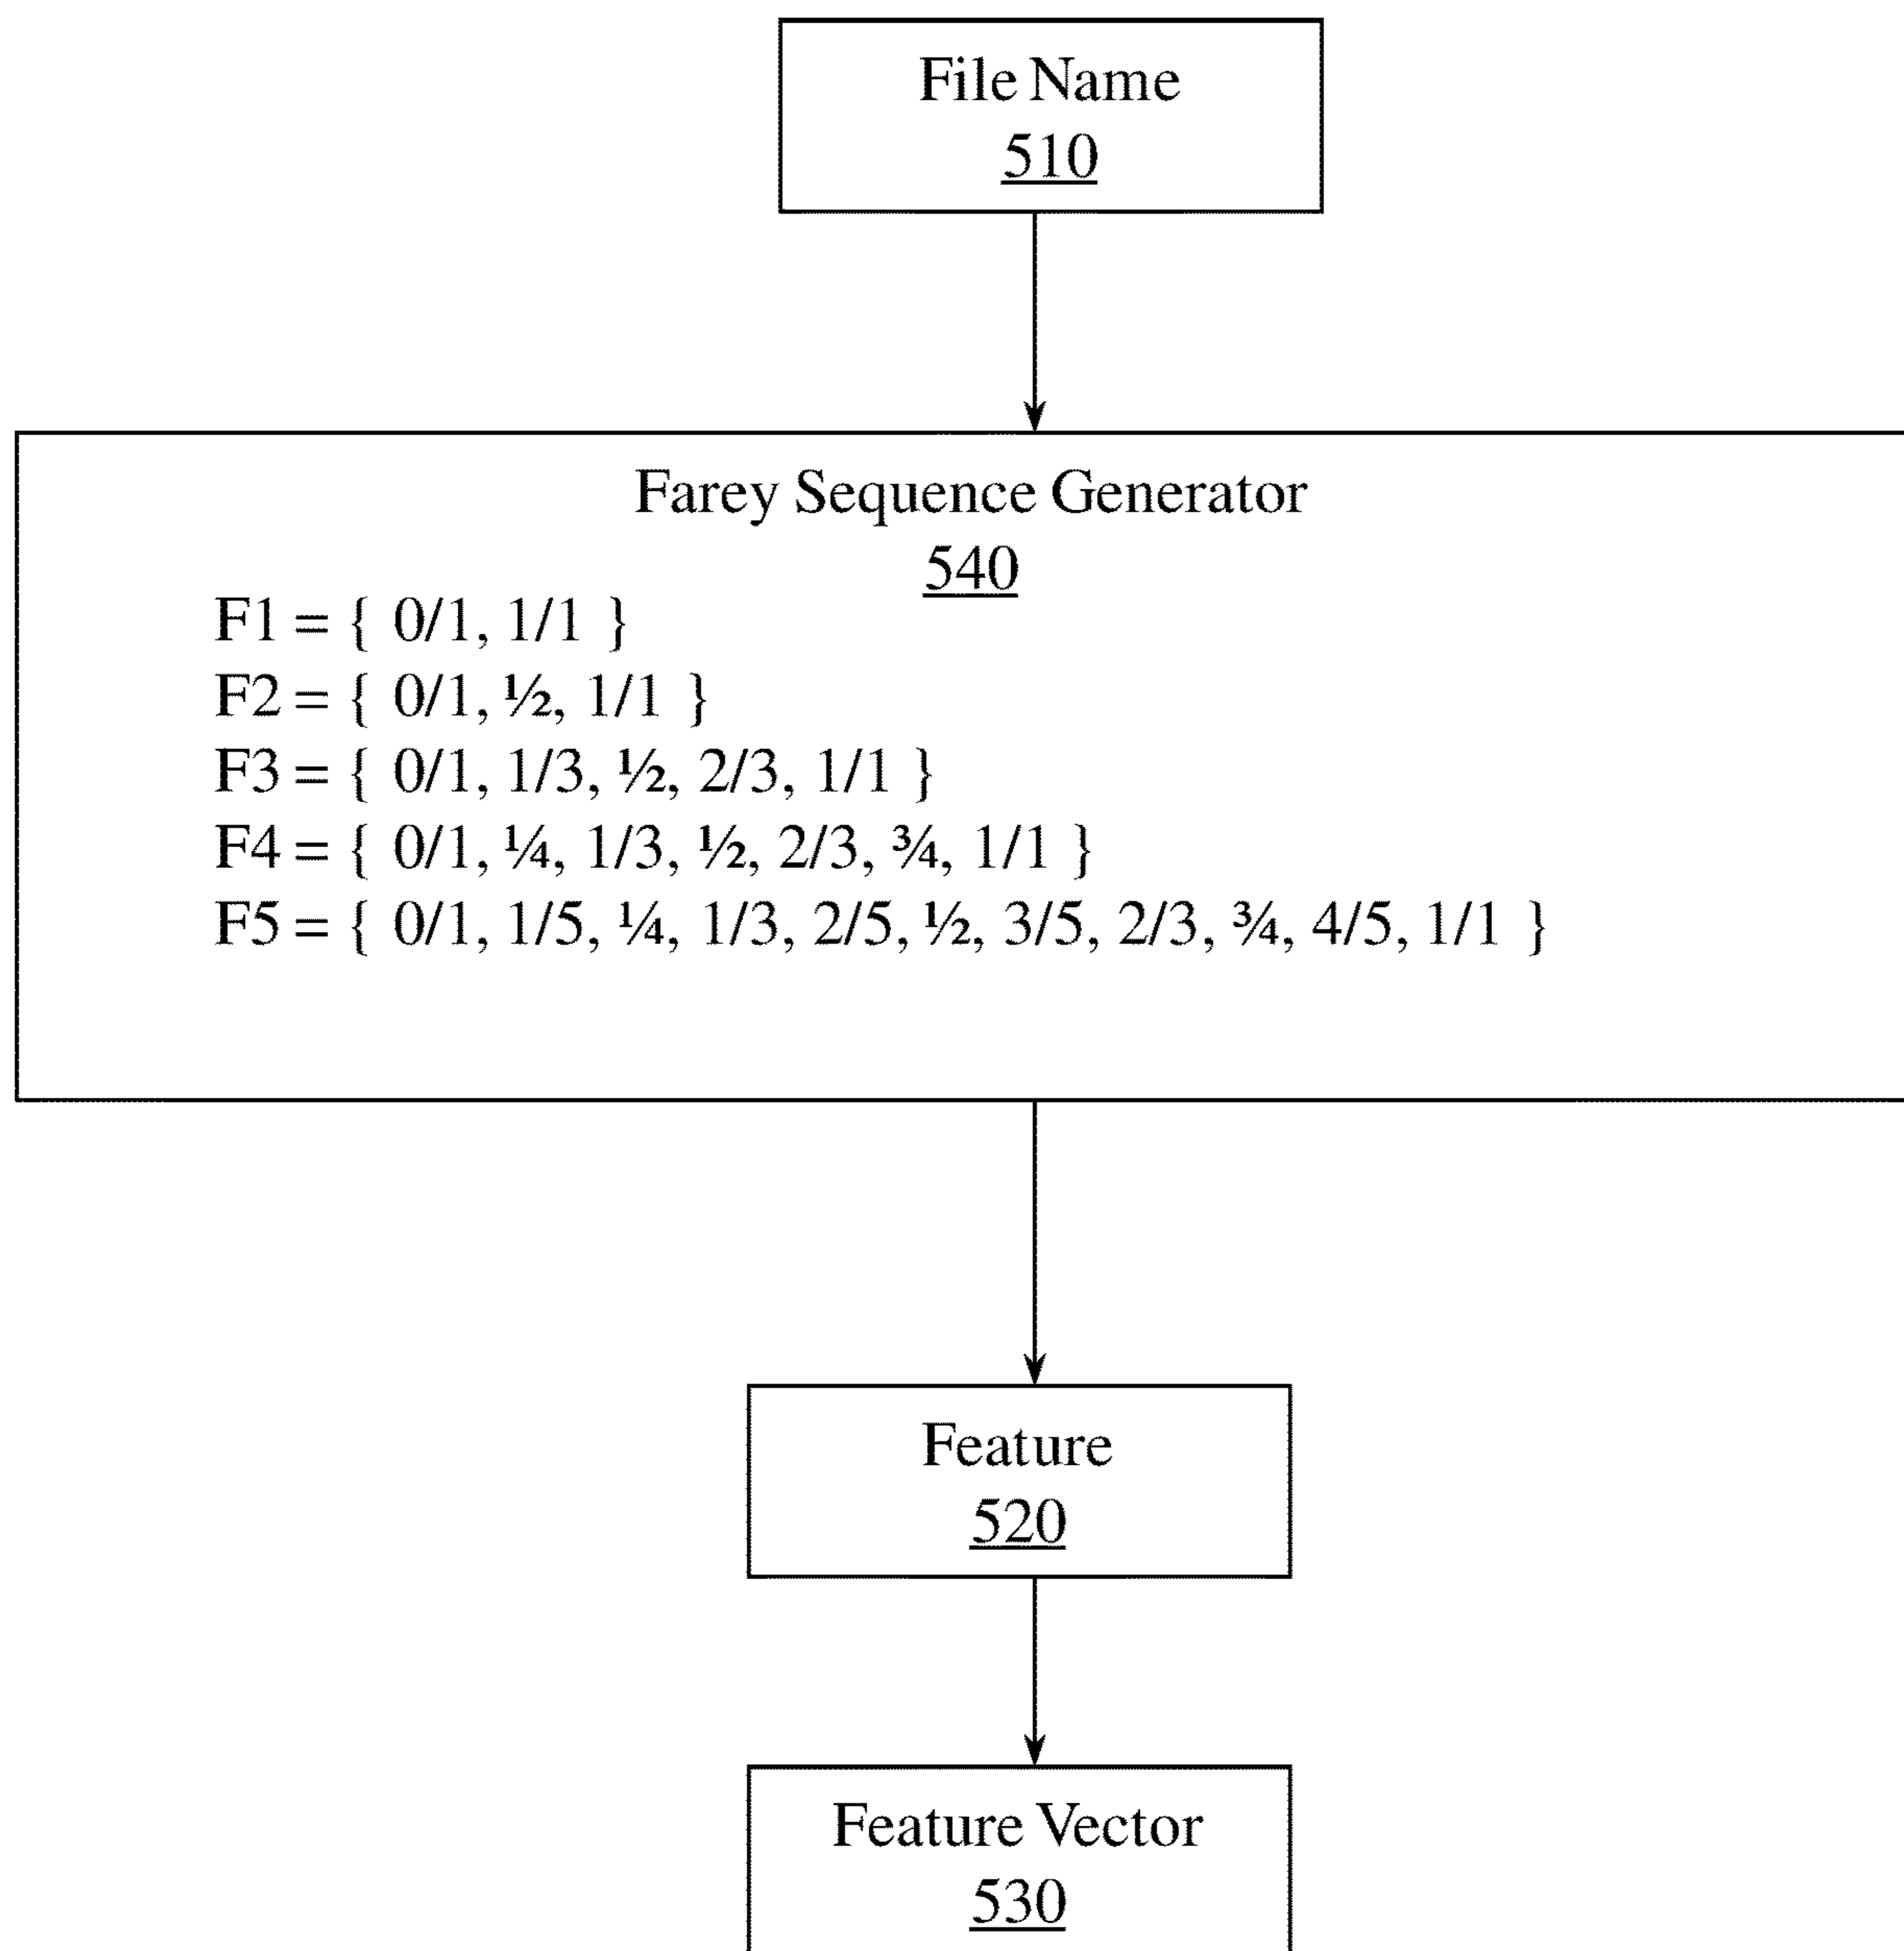 File Name
510
Farey Sequence Generator
540
F1 = { 0/1, 1/1 }
F2 = { 0/1, ½, 1/1 }
F3 = { 0/1, 1/3, ½, 2/3, 1/1 }
F4 = { 0/1, ¼, 1/3, ½, 2/3, ¾, 1/1 }
F5 = { 0/1, 1/5, ¼, 1/3, 2/5, ½, 3/5, 2/3, ¾, 4/5, 1/1 }
Feature
520
Feature Vector
530